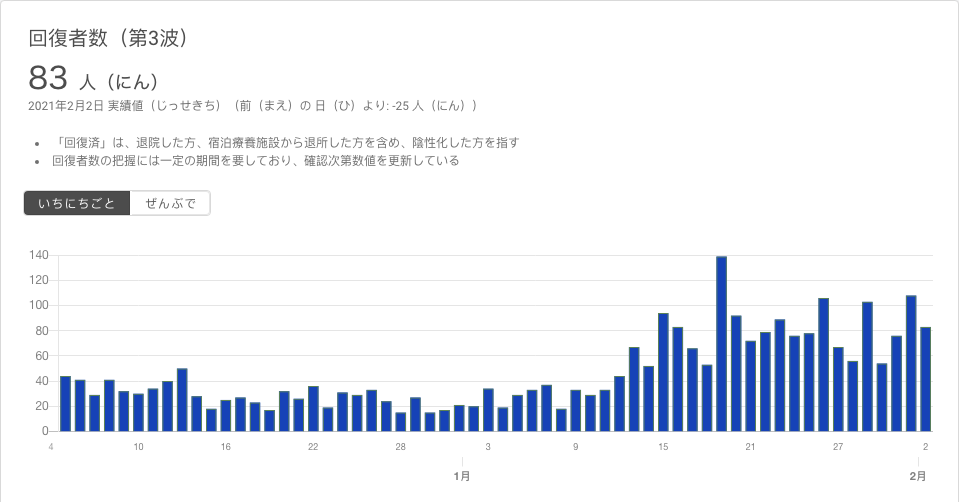 回復者数（第3波）
83 人（にん）
2021年2月2日 実績値（じっせきち）（前（まえ）の 日（ひ）より: -25 人（にん））
• 「回復済」は、退院した方、宿泊療養施設から退所した方を含め、陰性化した方を指す
• 回復者数の把握には一定の期間を要しており、確認次第数値を更新している
いちにちごと ぜんぶで
140
120
100
80
60
40
20
0
4 10 16 22 28 3 9 15 21 27 2
1月 2月